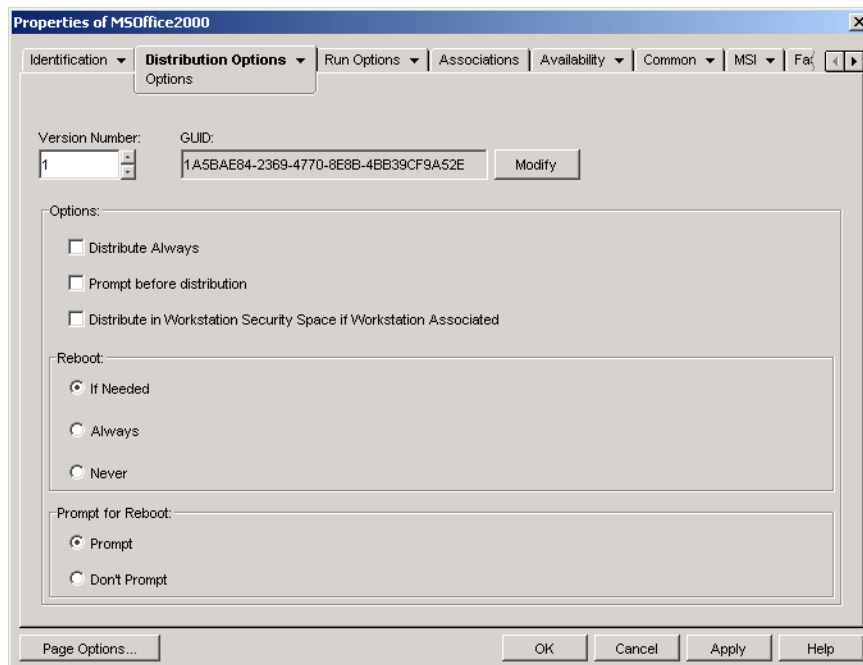 Properties of MSOffice2000
Identification Distribution Options Run Options Associations Availability Common MSI
Options
Version Number: GUID:
1 1A5BAE84-2369-4770-8E8B-4BB39CF9A52E Modify
Options:
Distribute Always
Prompt before distribution
Distribute in Workstation Security Space if Workstation Associated
Reboot:
If Needed
Always
Never
Prompt for Reboot:
Prompt
Don't Prompt
Page Options... OK Cancel Apply Help